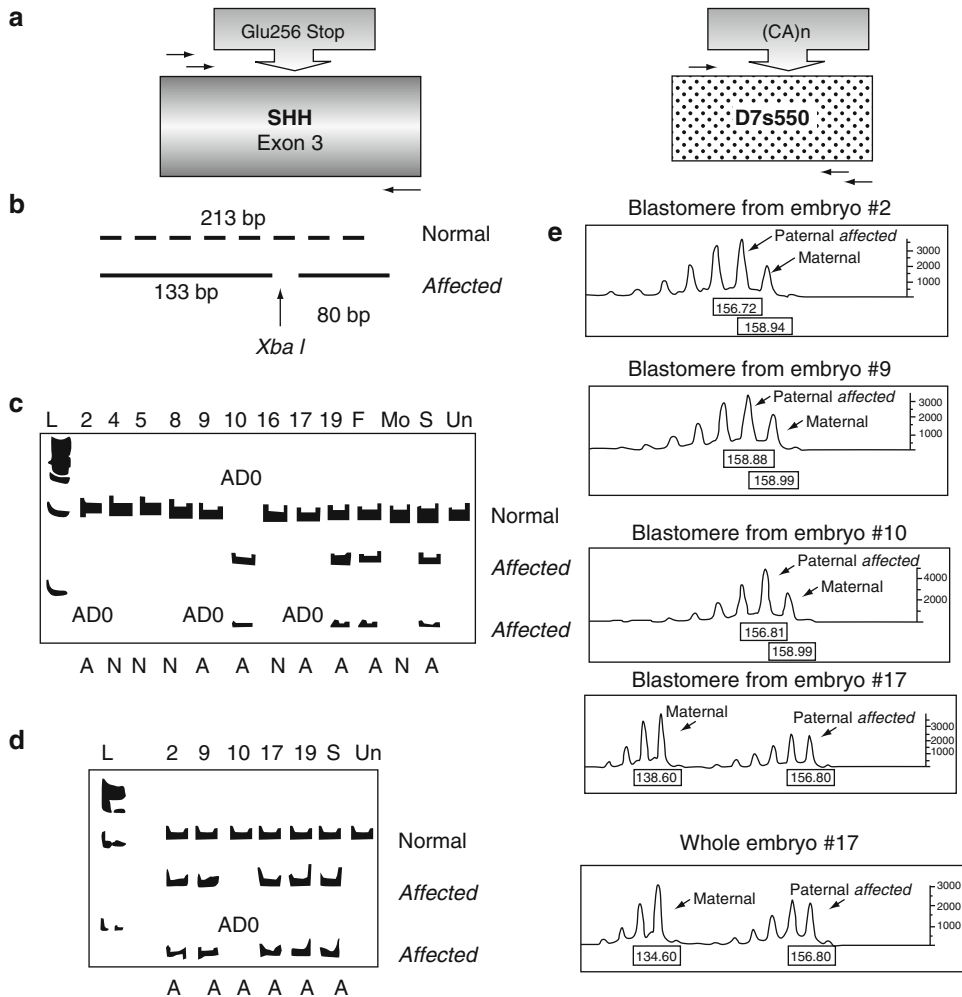 a
Glu256 Stop
(CA)n
SHH
Exon 3
D7s550
b
213 bp
Normal
133 bp
80 bp
Affected
Xba I
c
L 2 4 5 8 9 10 16 17 19 F Mo S Un
AD0
Normal
Affected
AD0 AD0 AD0
Affected
A N N N A A N A A A N A
d
L 2 9 10 17 19 S Un
Normal
Affected
AD0
Affected
A A A A A A
e
Blastomere from embryo #2
Paternal affected
Maternal
3000
2000
1000
156.72
158.94
Blastomere from embryo #9
Paternal affected
Maternal
3000
2000
1000
158.88
158.99
Blastomere from embryo #10
Paternal affected
Maternal
4000
2000
156.81
158.99
Blastomere from embryo #17
Maternal
Paternal affected
3000
2000
1000
138.60
156.80
Whole embryo #17
Maternal
Paternal affected
3000
2000
1000
0
134.60
156.80